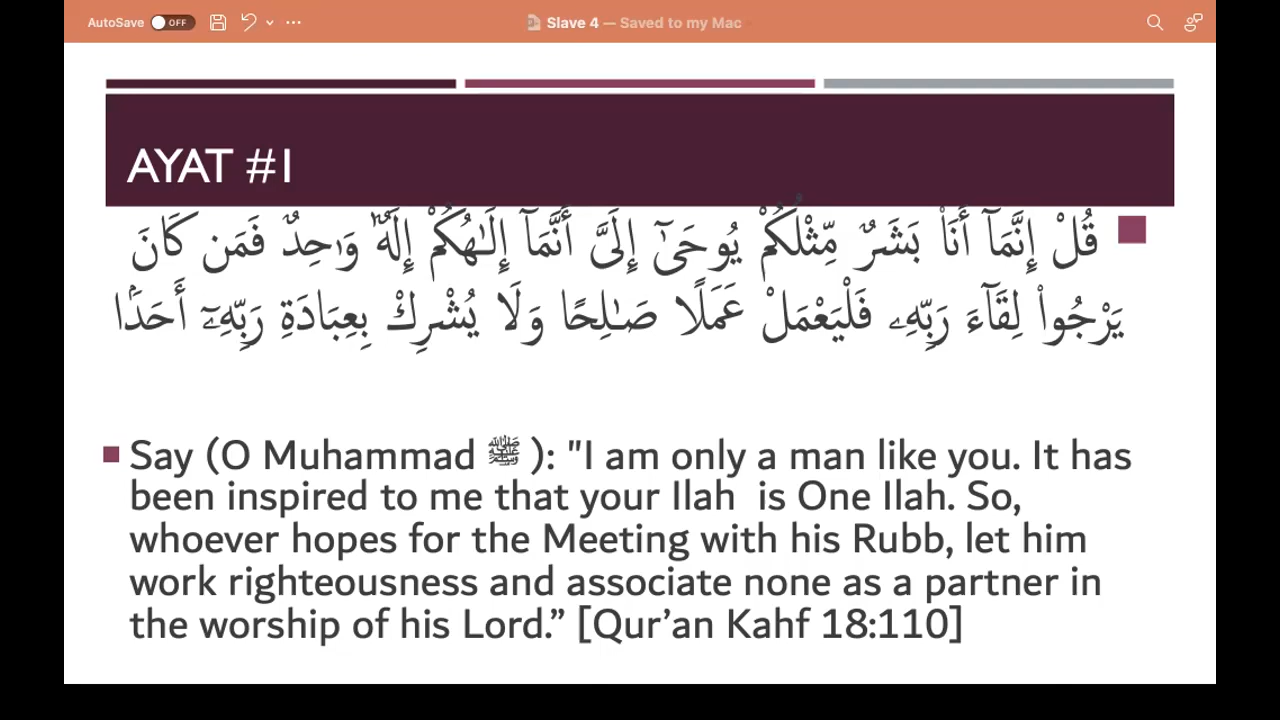 AutoSave OFF
Slave 4 — Saved to my Mac
AYAT #1
قُلْ إِنَّمَآ أَنَا۠ بَشَرٌ مِّثْلُكُمْ يُوحَىٰٓ إِلَىَّ أَنَّمَآ إِلَـٰهُكُمْ إِلَـٰهٌ وَٰحِدٌ فَمَن كَانَ
يَرْجُوا۟ لِقَآءَ رَبِّهِۦ فَلْيَعْمَلْ عَمَلًا صَـٰلِحًا وَلَا يُشْرِكْ بِعِبَادَةِ رَبِّهِۦٓ أَحَدًۢا
Say (O Muhammad ﷺ ): "I am only a man like you. It has
been inspired to me that your Ilah  is One Ilah. So,
whoever hopes for the Meeting with his Rubb, let him
work righteousness and associate none as a partner in
the worship of his Lord.” [Qur’an Kahf 18:110]